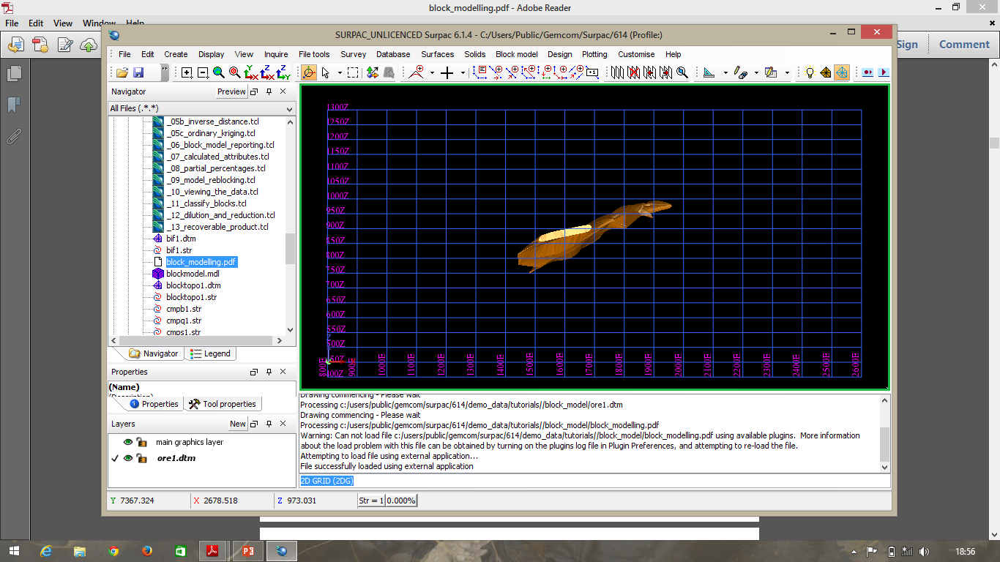 block_modelling.pdf - Adobe Reader
File Edit View Window Help
Sign Comment
SURPAC_UNLICENCED Surpac 6.1.4 - C:/Users/Public/Gemcom/Surpac/614 (Profile:)
File Edit Create Display View Inquire File tools Survey Database Surfaces Solids Block model Design Plotting Customise Help
Navigator Preview
All Files (.*.*)
_05b_inverse_distance.tcl
_05c_ordinary_kriging.tcl
_06_block_model_reporting.tcl
_07_calculated_attributes.tcl
_08_partial_percentages.tcl
_09_model_reblocking.tcl
_10_viewing_the_data.tcl
_11_classify_blocks.tcl
_12_dilution_and_reduction.tcl
_13_recoverable_product.tcl
bif1.dtm
bif1.str
block_modelling.pdf
blockmodel.mdl
blocktopo1.dtm
blocktopo1.str
cmpb1.str
cmpq1.str
cmps1.str
Navigator Legend
Properties
(Name)
(Description)
Properties Tool properties
Layers New
main graphics layer
ore1.dtm
1300Z
1250Z
1200Z
1150Z
1100Z
1050Z
1000Z
950Z
900Z
850Z
800Z
750Z
700Z
650Z
600Z
550Z
500Z
450Z
400Z
800E 900E 1000E 1100E 1200E 1300E 1400E 1500E 1600E 1700E 1800E 1900E 2000E 2100E 2200E 2300E 2400E 2500E 2600E
Drawing commencing - Please wait
Processing c:/users/public/gemcom/surpac/614/demo_data/tutorials//block_model/ore1.dtm
Drawing commencing - Please wait
Processing c:/users/public/gemcom/surpac/614/demo_data/tutorials//block_model/block_modelling.pdf
Warning: Can not load file c:/users/public/gemcom/surpac/614/demo_data/tutorials//block_model/block_modelling.pdf using available plugins. More information
about the load problem with this file can be obtained by turning on the plugins log file in Plugin Preferences, and attempting to re-load the file.
Attempting to load file using external application...
File successfully loaded using external application
2D GRID (2DG)
Y 7367.324 X 2678.518 Z 973.031 Str = 1 0.000%
18:56